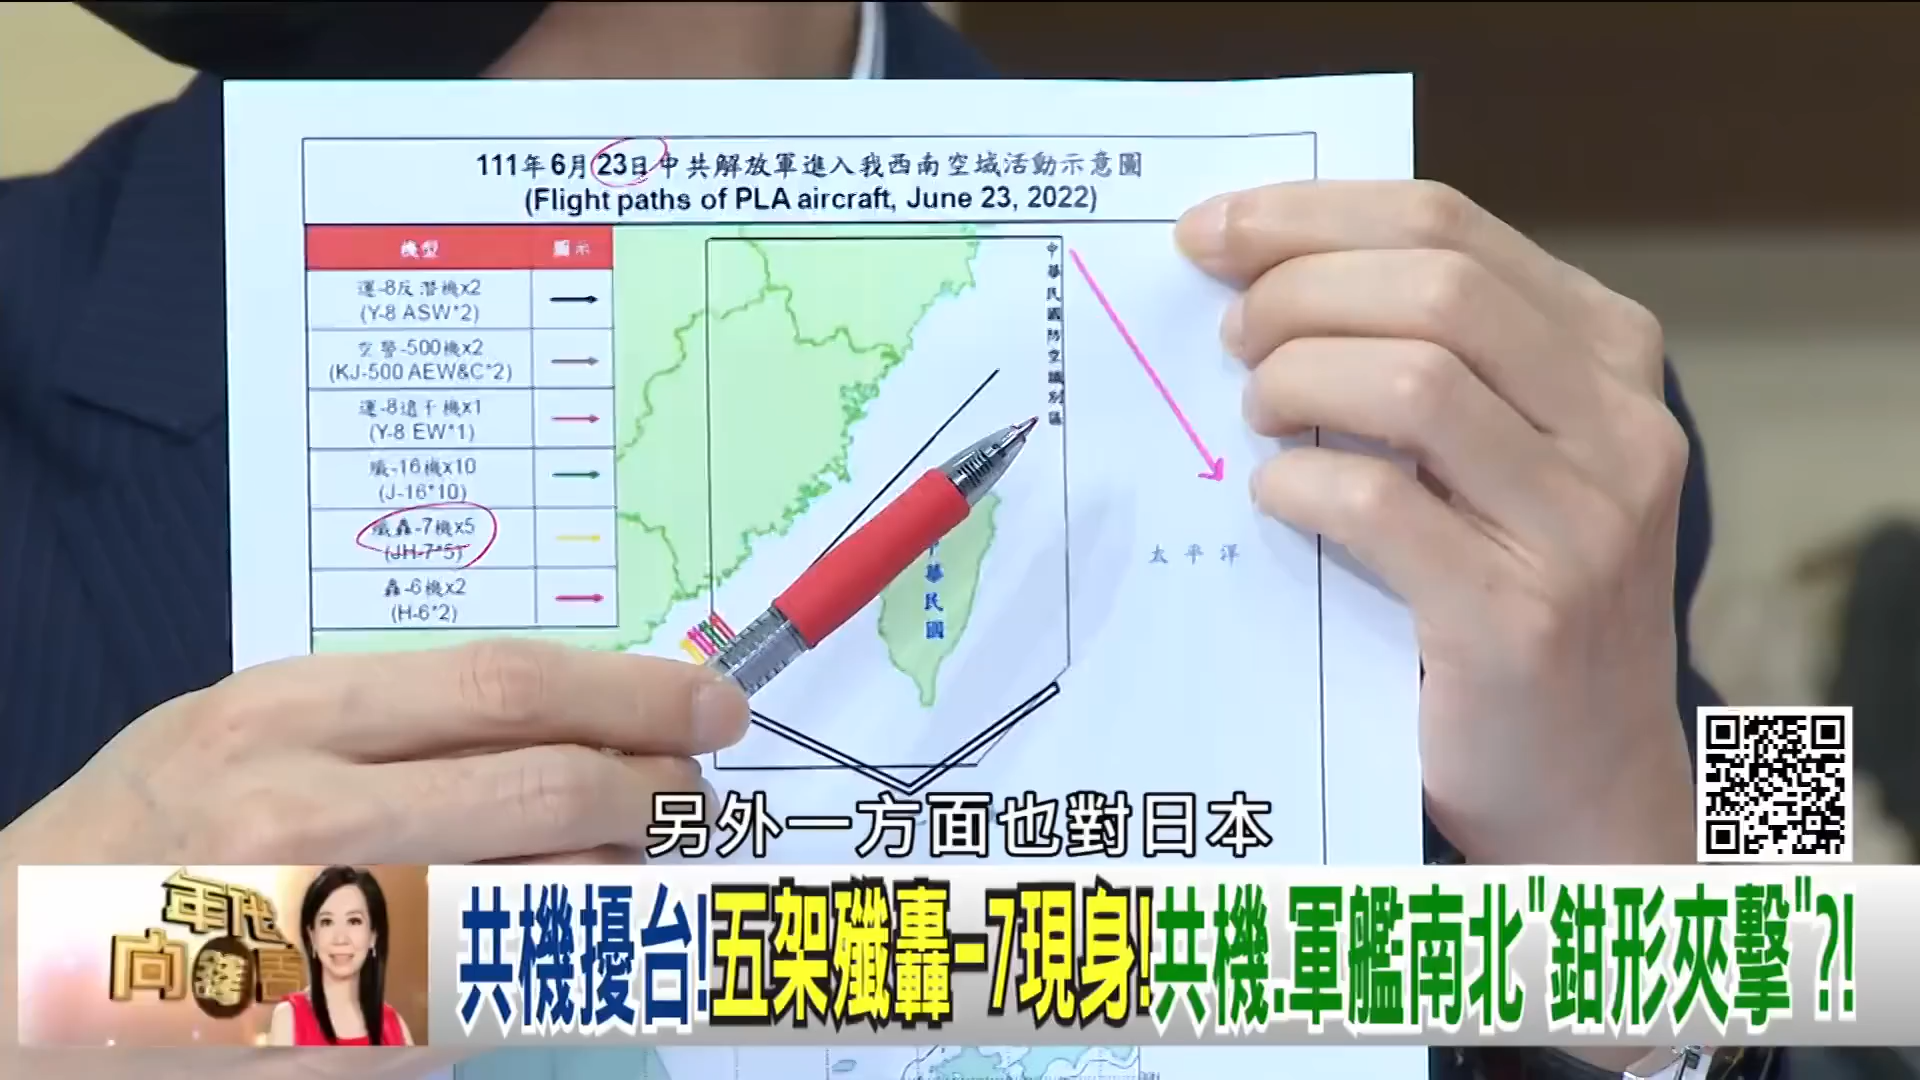 111年6月23日中共解放軍進入我西南空域活動示意圖
(Flight paths of PLA aircraft, June 23, 2022)
機型 圖示
運-8反潛機x2
(Y-8 ASW*2)
空警-500機x2
(KJ-500 AEW&C*2)
運-8遠干機x1
(Y-8 EW*1)
殲-16機x10
(J-16*10)
殲轟-7機x5
(JH-7*5)
轟-6機x2
(H-6*2)
中華民國防空識別區
中華民國
太平洋
另外一方面也對日本
年代向錢看
共機擾台!五架殲轟-7現身!共機.軍艦南北"鉗形夾擊"?!